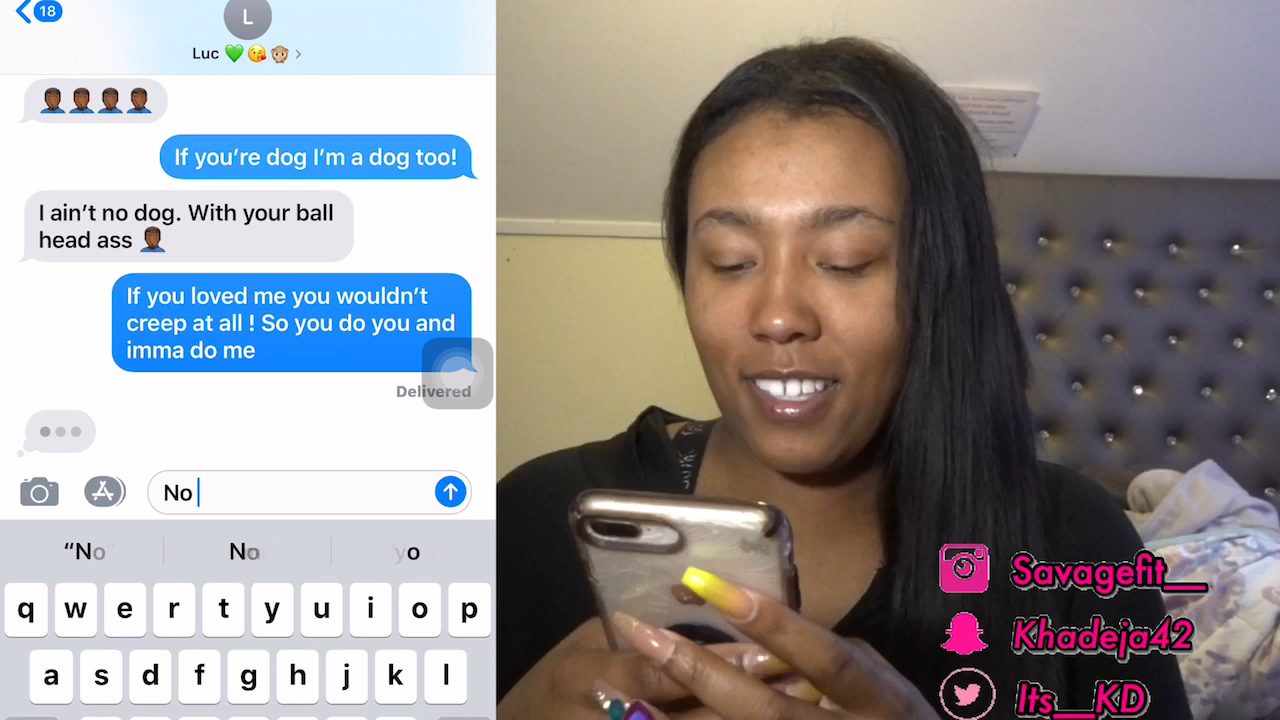 18
L
Luc 💚😘🐵 >
🤦🏾‍♂️🤦🏾‍♂️🤦🏾‍♂️🤦🏾‍♂️
If you’re dog I’m a dog too!
I ain’t no dog. With your ball
head ass 🤦🏾‍♂️
If you loved me you wouldn’t
creep at all ! So you do you and
imma do me
Delivered
No
“No” No yo
q w e r t y u i o p
a s d f g h j k l
Savagefit__
Khadeja42
Its__KD